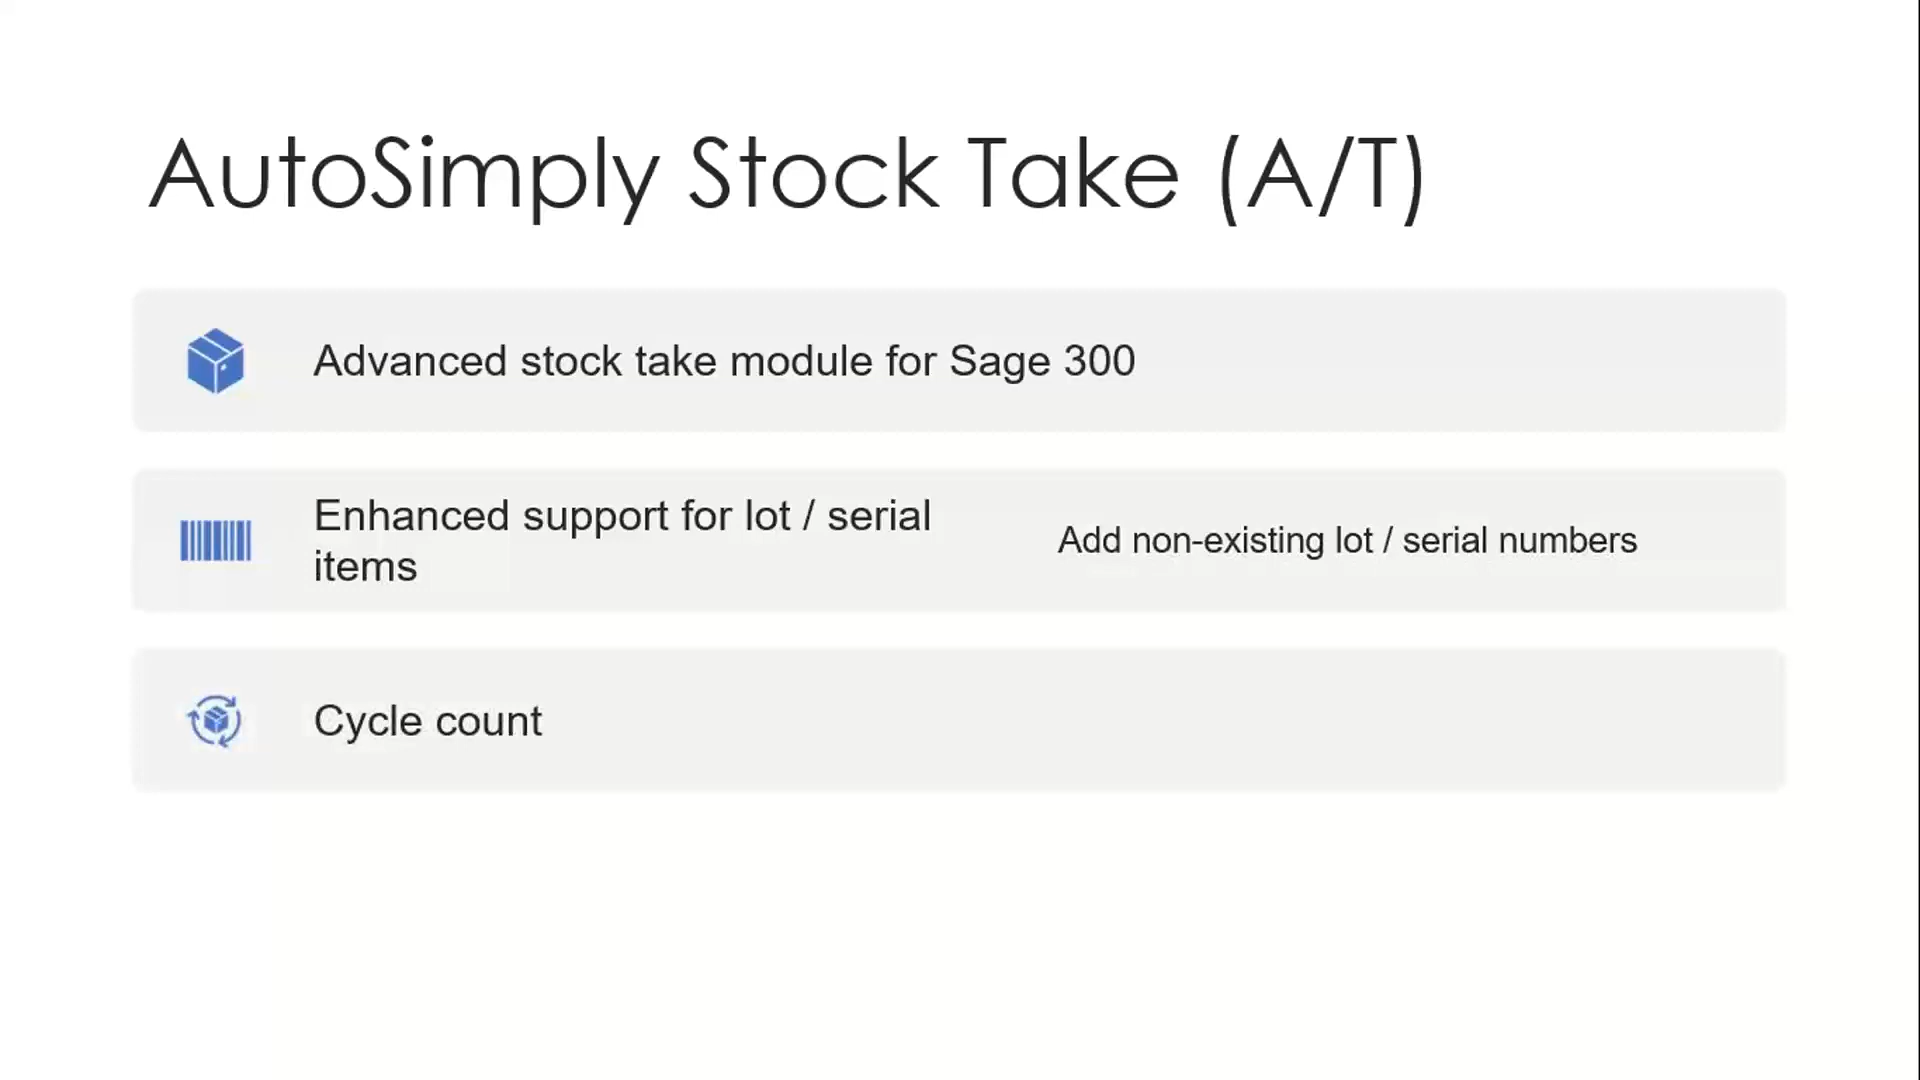 AutoSimply Stock Take (A/T)
Advanced stock take module for Sage 300
Enhanced support for lot / serial
items
Add non-existing lot / serial numbers
Cycle count